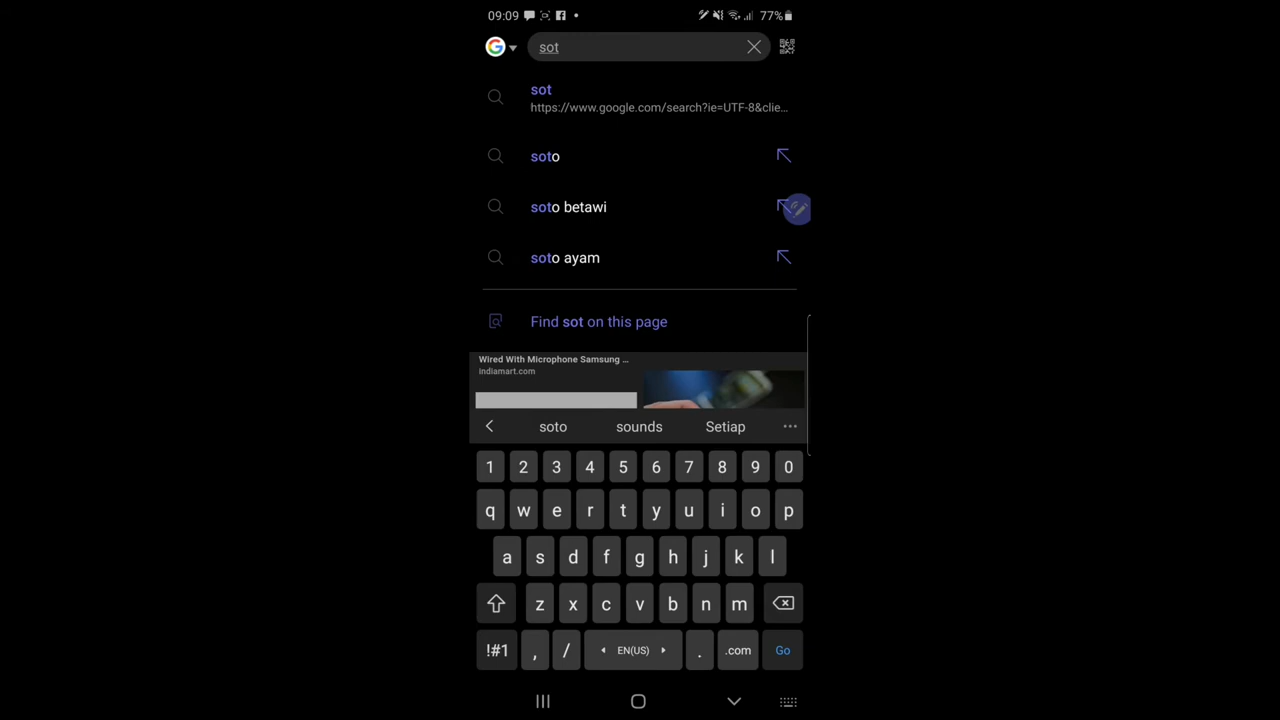 09:09 77%
sot
sot
https://www.google.com/search?ie=UTF-8&clie...
soto
soto betawi
soto ayam
Find sot on this page
Wired With Microphone Samsung ...
indiamart.com
soto sounds Setiap
1 2 3 4 5 6 7 8 9 0
q w e r t y u i o p
a s d f g h j k l
z x c v b n m
!#1 , / EN(US) . .com Go